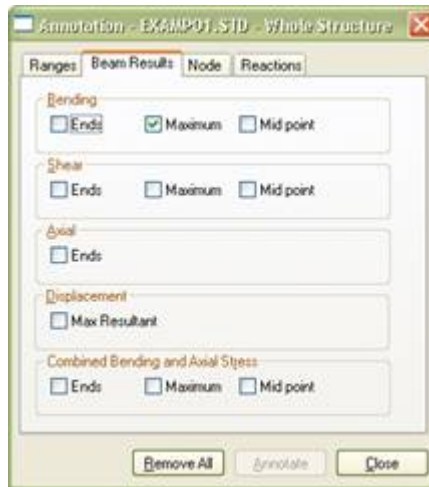 Annotation - EXAMP01.STD - Whole Structure
Ranges Beam Results Node Reactions
Bending
Ends Maximum Mid point
Shear
Ends Maximum Mid point
Axial
Ends
Displacement
Max Resultant
Combined Bending and Axial Stress
Ends Maximum Mid point
Remove All Annotate Close